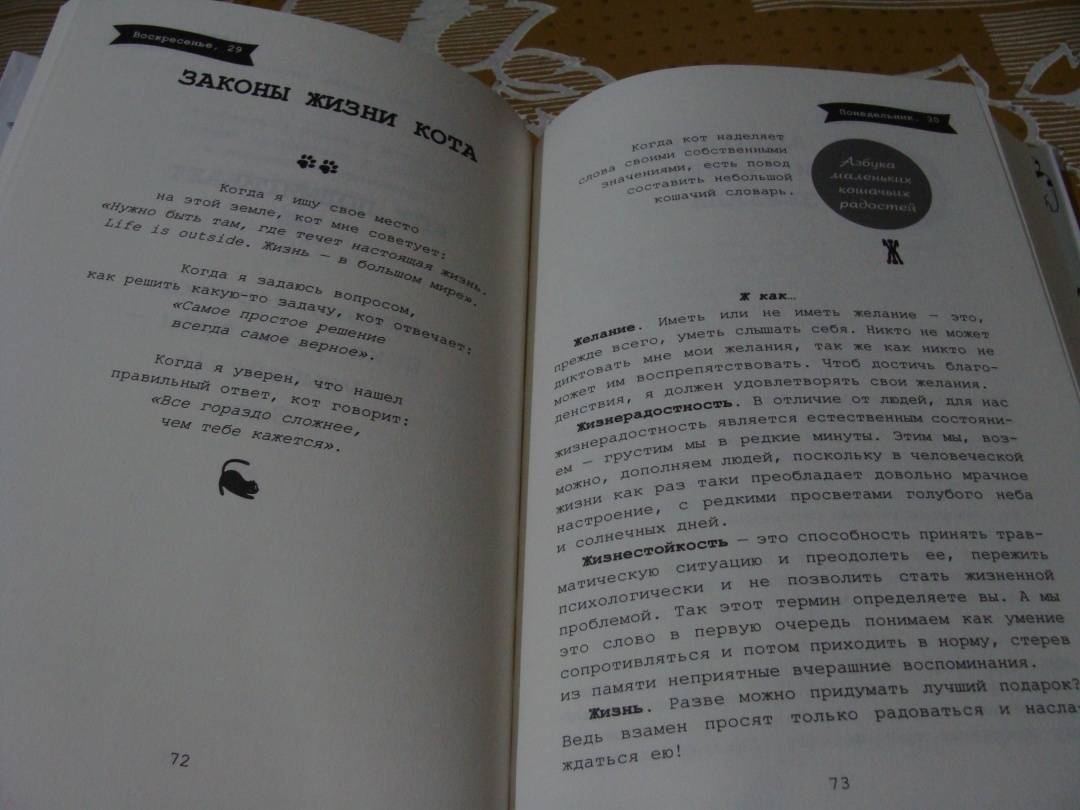 Воскресенье, 29
ЗАКОНЫ ЖИЗНИ КОТА
Когда я ищу свое место
на этой земле, кот мне советует:
«Нужно быть там, где течет настоящая жизнь.
Life is outside. Жизнь — в большом мире».
Когда я задаюсь вопросом,
как решить какую-то задачу, кот отвечает:
«Самое простое решение
всегда самое верное».
Когда я уверен, что нашел
правильный ответ, кот говорит:
«Все гораздо сложнее,
чем тебе кажется».
72
Понедельник, 30
Когда кот наделяет
слова своими собственными
значениями, есть повод
составить небольшой
кошачий словарь.
Азбука
маленьких
кошачьих
радостей
Ж
Ж как…
Желание. Иметь или не иметь желание — это,
прежде всего, уметь слышать себя. Никто не может
диктовать мне мои желания, так же как никто не
может им воспрепятствовать. Чтоб достичь благо-
денствия, я должен удовлетворять свои желания.
Жизнерадостность. В отличие от людей, для нас
жизнерадостность является естественным состояни-
ем — грустим мы в редкие минуты. Этим мы, воз-
можно, дополняем людей, поскольку в человеческой
жизни как раз таки преобладает довольно мрачное
настроение, с редкими просветами голубого неба
и солнечных дней.
Жизнестойкость — это способность принять трав-
матическую ситуацию и преодолеть ее, пережить
психологически и не позволить стать жизненной
проблемой. Так этот термин определяете вы. А мы
это слово в первую очередь понимаем как умение
сопротивляться и потом приходить в норму, стерев
из памяти неприятные вчерашние воспоминания.
Жизнь. Разве можно придумать лучший подарок?
Ведь взамен просят только радоваться и насла-
ждаться ею!
73